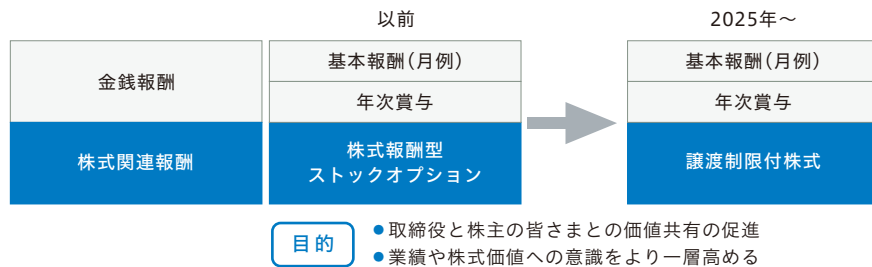 以前
2025年～
金銭報酬
基本報酬（月例）
基本報酬（月例）
年次賞与
年次賞与
株式関連報酬
株式報酬型
ストックオプション
譲渡制限付株式
目的
●取締役と株主の皆さまとの価値共有の促進
●業績や株式価値への意識をより一層高める